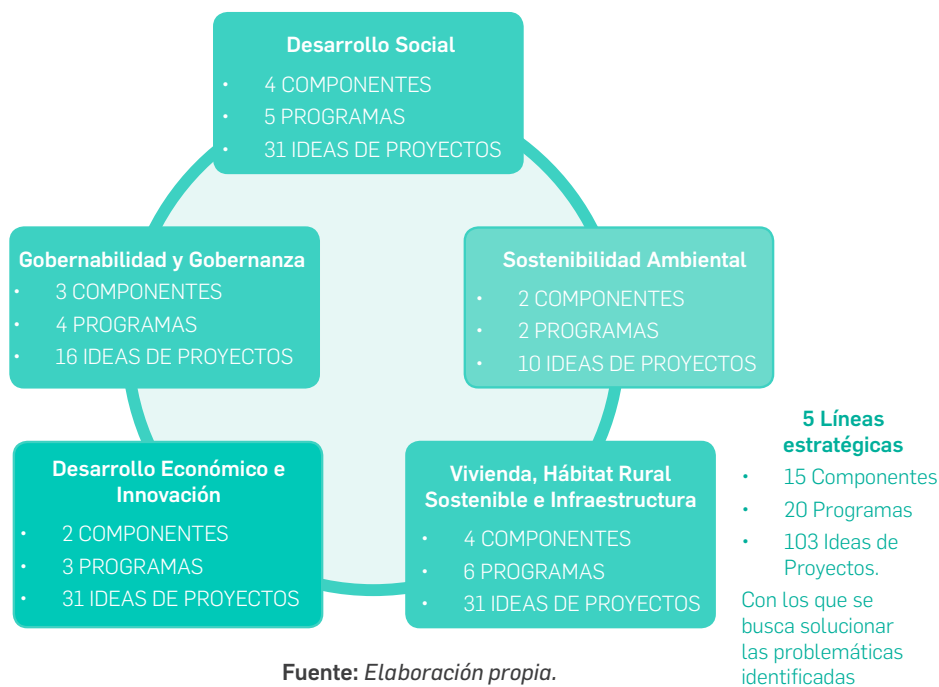 Desarrollo Social
• 4 COMPONENTES
• 5 PROGRAMAS
• 31 IDEAS DE PROYECTOS
Gobernabilidad y Gobernanza
• 3 COMPONENTES
• 4 PROGRAMAS
• 16 IDEAS DE PROYECTOS
Sostenibilidad Ambiental
• 2 COMPONENTES
• 2 PROGRAMAS
• 10 IDEAS DE PROYECTOS
Desarrollo Económico e
Innovación
• 2 COMPONENTES
• 3 PROGRAMAS
• 31 IDEAS DE PROYECTOS
Vivienda, Hábitat Rural
Sostenible e Infraestructura
• 4 COMPONENTES
• 6 PROGRAMAS
• 31 IDEAS DE PROYECTOS
5 Líneas
estratégicas
• 15 Componentes
• 20 Programas
• 103 Ideas de
Proyectos.
Con los que se
busca solucionar
las problemáticas
identificadas
Fuente: Elaboración propia.